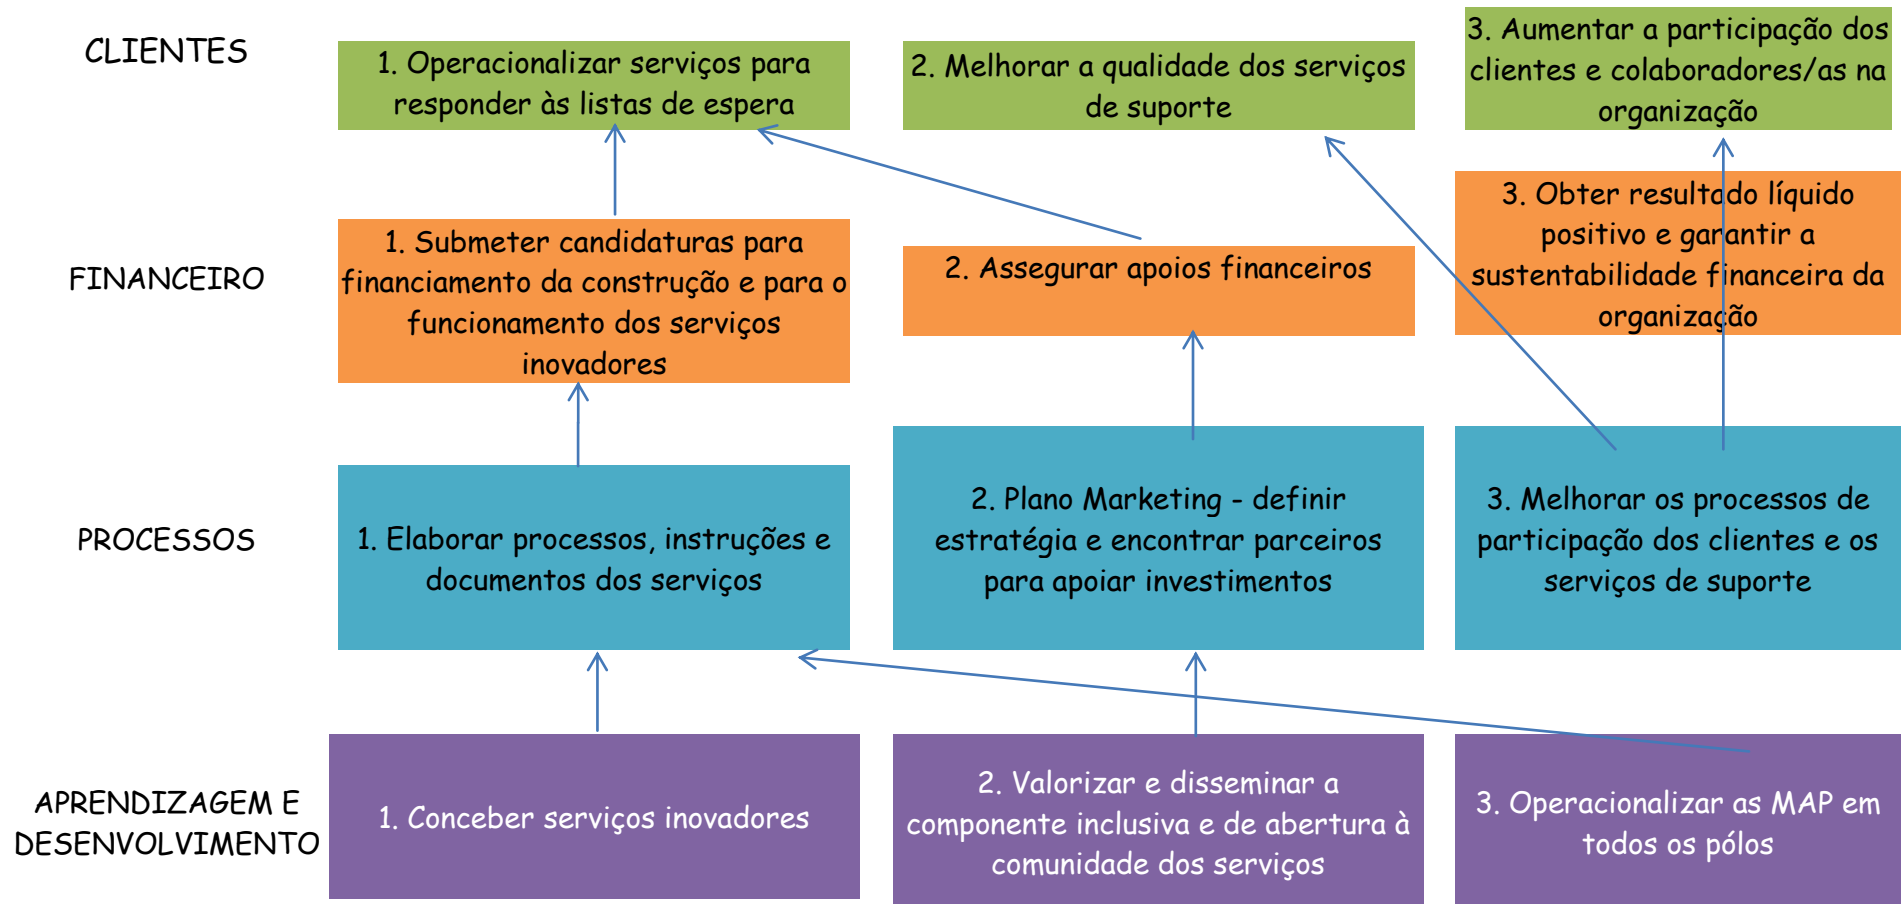 CLIENTES
1. Operacionalizar serviços para
responder às listas de espera
2. Melhorar a qualidade dos serviços
de suporte
3. Aumentar a participação dos
clientes e colaboradores/as na
organização
FINANCEIRO
1. Submeter candidaturas para
financiamento da construção e para o
funcionamento dos serviços
inovadores
2. Assegurar apoios financeiros
3. Obter resultado líquido
positivo e garantir a
sustentabilidade financeira da
organização
PROCESSOS
1. Elaborar processos, instruções e
documentos dos serviços
2. Plano Marketing - definir
estratégia e encontrar parceiros
para apoiar investimentos
3. Melhorar os processos de
participação dos clientes e os
serviços de suporte
APRENDIZAGEM E
DESENVOLVIMENTO
1. Conceber serviços inovadores
2. Valorizar e disseminar a
componente inclusiva e de abertura à
comunidade dos serviços
3. Operacionalizar as MAP em
todos os pólos